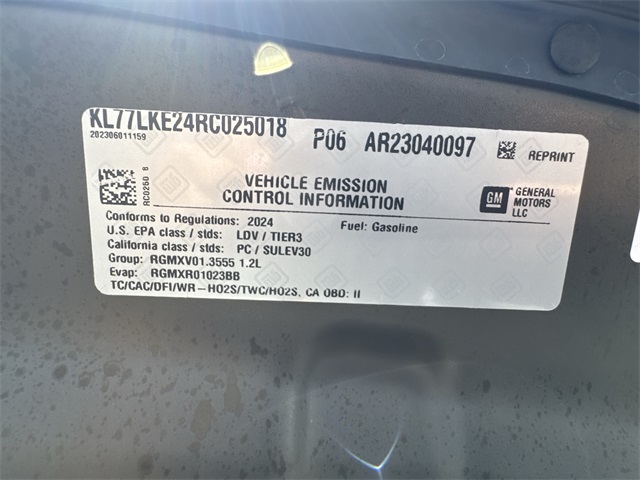 KL77LKE24RC025018 P06 AR23040097 REPRINT
202306011159
RC0250 8
VEHICLE EMISSION
CONTROL INFORMATION
GM GENERAL
MOTORS
LLC
Conforms to Regulations: 2024 Fuel: Gasoline
U.S. EPA class / stds: LDV / TIER3
California class / stds: PC / SULEV30
Group: RGMXV01.3555 1.2L
Evap: RGMXR01023BB
TC/CAC/DFI/WR-HO2S/TWC/HO2S, CA OBD: II